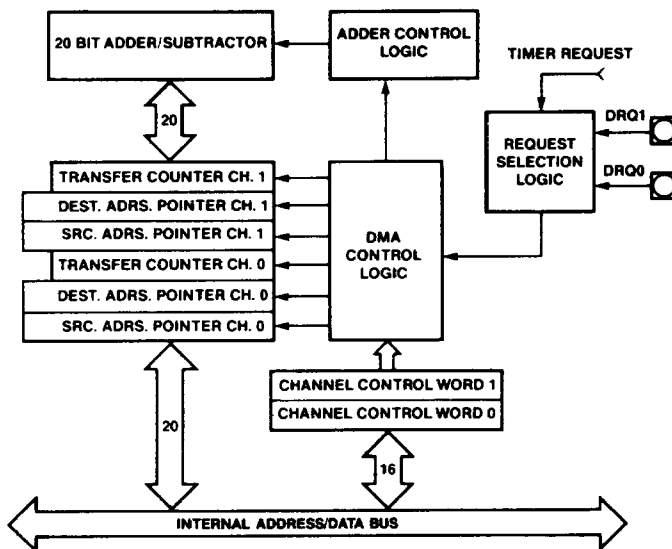 20 BIT ADDER/SUBTRACTOR
ADDER CONTROL
LOGIC
TIMER REQUEST
20
DRQ1
REQUEST
SELECTION
LOGIC
DRQ0
TRANSFER COUNTER CH. 1
DEST. ADRS. POINTER CH. 1
SRC. ADRS. POINTER CH. 1
TRANSFER COUNTER CH. 0
DEST. ADRS. POINTER CH. 0
SRC. ADRS. POINTER CH. 0
DMA
CONTROL
LOGIC
CHANNEL CONTROL WORD 1
CHANNEL CONTROL WORD 0
20
16
INTERNAL ADDRESS/DATA BUS